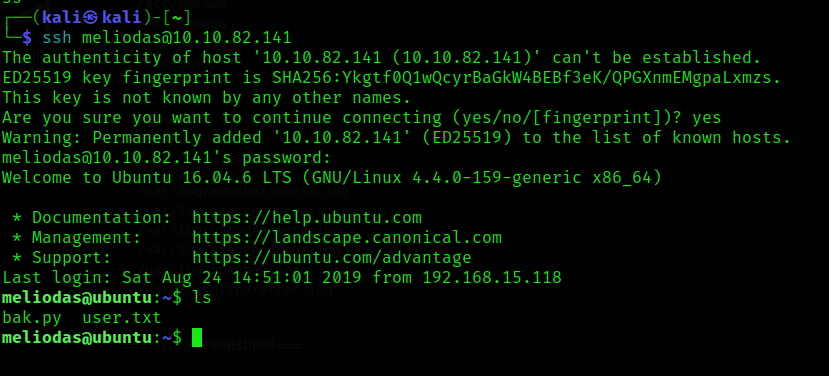 ┌──(kali㉿kali)-[~]
└─$ ssh meliodas@10.10.82.141
The authenticity of host '10.10.82.141 (10.10.82.141)' can't be established.
ED25519 key fingerprint is SHA256:Ykgtf0Q1wQcyrBaGkW4BEBf3eK/QPGXnmEMgpaLxmzs.
This key is not known by any other names.
Are you sure you want to continue connecting (yes/no/[fingerprint])? yes
Warning: Permanently added '10.10.82.141' (ED25519) to the list of known hosts.
meliodas@10.10.82.141's password:
Welcome to Ubuntu 16.04.6 LTS (GNU/Linux 4.4.0-159-generic x86_64)
* Documentation:  https://help.ubuntu.com
* Management:     https://landscape.canonical.com
* Support:        https://ubuntu.com/advantage
Last login: Sat Aug 24 14:51:01 2019 from 192.168.15.118
meliodas@ubuntu:~$ ls
bak.py  user.txt
meliodas@ubuntu:~$